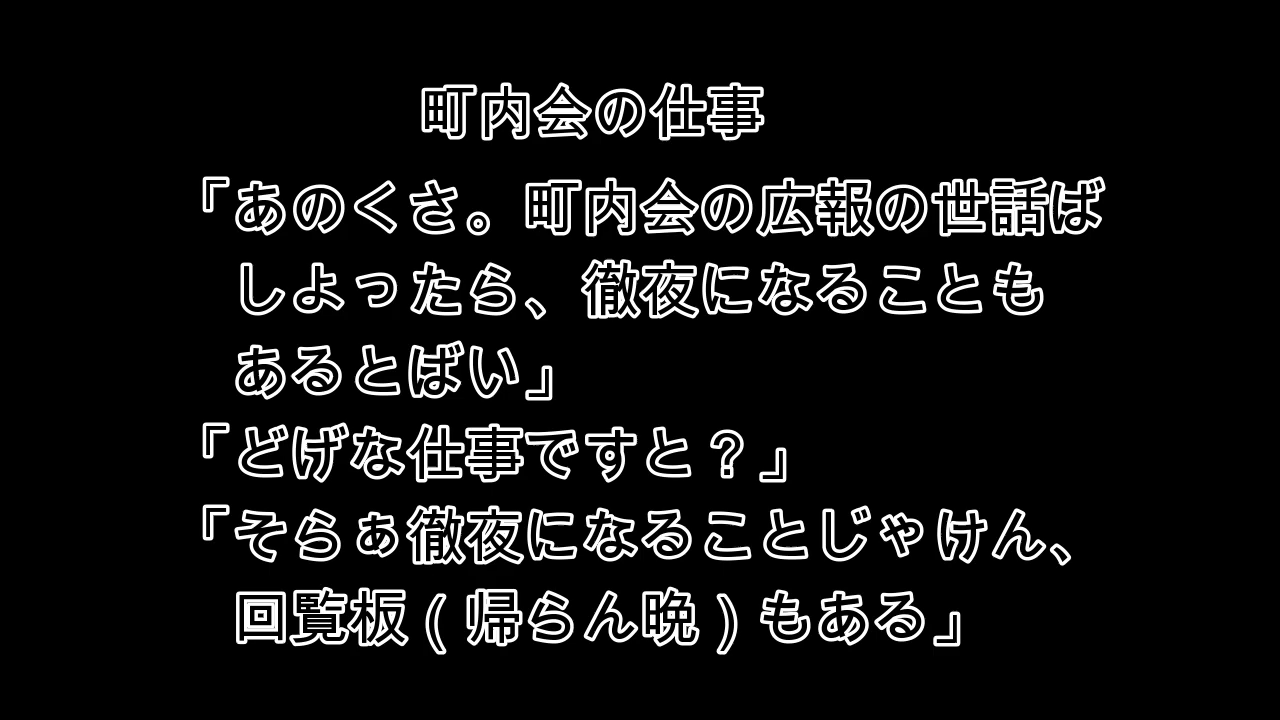 町内会の仕事
「あのくさ。町内会の広報の世話ば
しよったら、徹夜になることも
あるとばい」
「どげな仕事ですと？」
「そらぁ徹夜になることじゃけん、
回覧板(帰らん晩)もある」